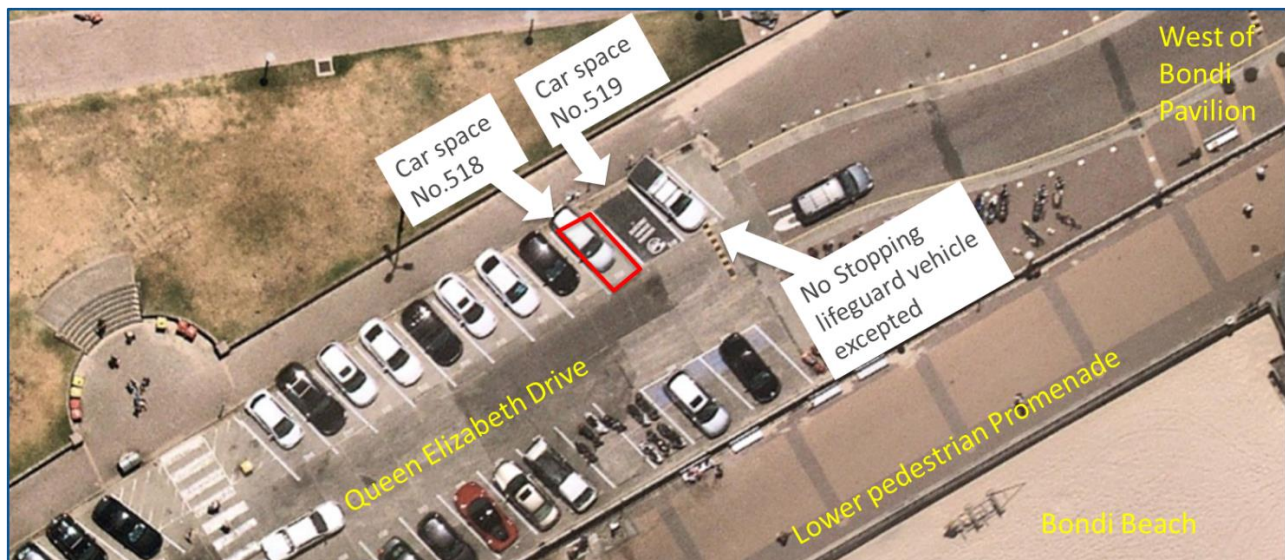 West of
Bondi
Pavilion
Car space
No.519
Car space
No.518
No Stopping
lifeguard vehicle
excepted
Queen Elizabeth Drive
Lower pedestrian Promenade
Bondi Beach